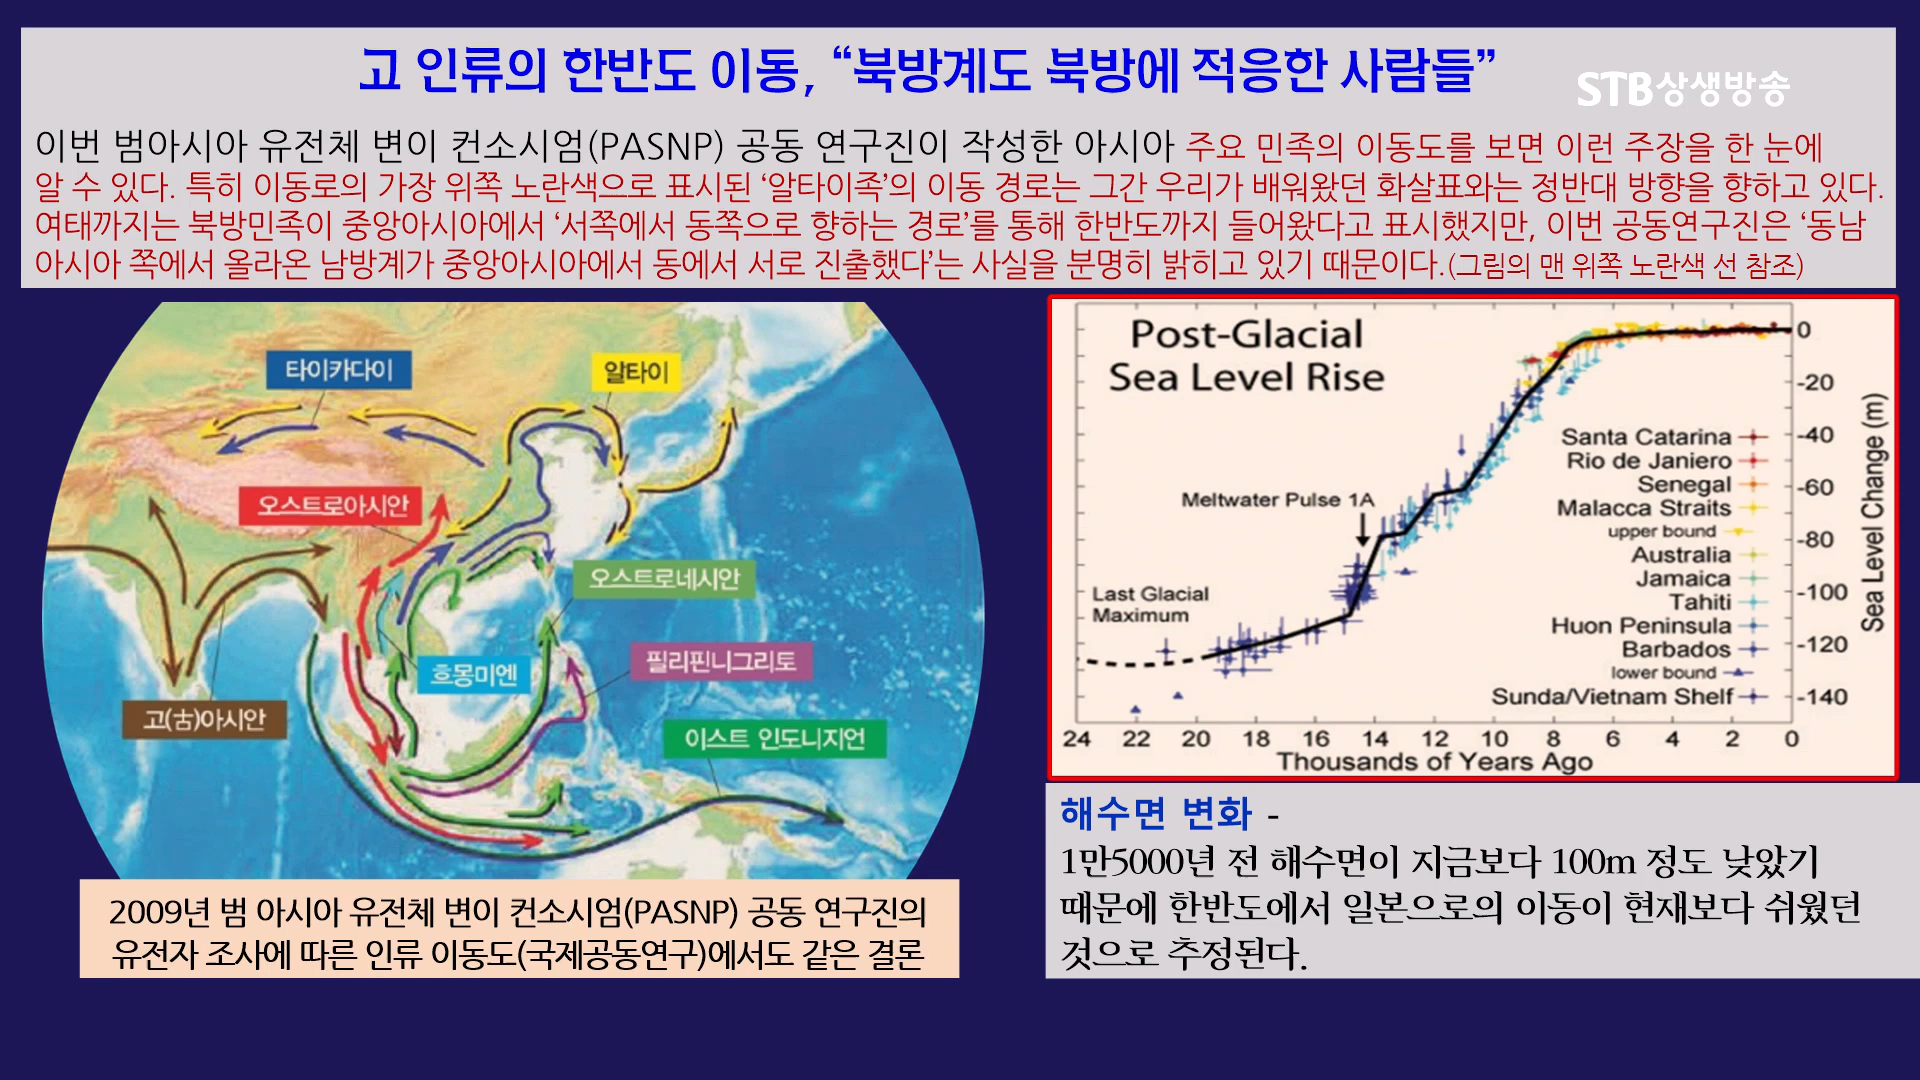 고 인류의 한반도 이동, “북방계도 북방에 적응한 사람들”
STB상생방송
이번 범아시아 유전체 변이 컨소시엄(PASNP) 공동 연구진이 작성한 아시아 주요 민족의 이동도를 보면 이런 주장을 한 눈에
알 수 있다. 특히 이동로의 가장 위쪽 노란색으로 표시된 ‘알타이족’의 이동 경로는 그간 우리가 배워왔던 화살표와는 정반대 방향을 향하고 있다.
여태까지는 북방민족이 중앙아시아에서 ‘서쪽에서 동쪽으로 향하는 경로’를 통해 한반도까지 들어왔다고 표시했지만, 이번 공동연구진은 ‘동남
아시아 쪽에서 올라온 남방계가 중앙아시아에서 동에서 서로 진출했다’는 사실을 분명히 밝히고 있기 때문이다.(그림의 맨 위쪽 노란색 선 참조)
타이카다이
알타이
오스트로아시안
오스트로네시안
필리핀니그리토
흐몽미엔
고(古)아시안
이스트 인도니지언
2009년 범 아시아 유전체 변이 컨소시엄(PASNP) 공동 연구진의
유전자 조사에 따른 인류 이동도(국제공동연구)에서도 같은 결론
Post-Glacial
Sea Level Rise
Meltwater Pulse 1A
Last Glacial
Maximum
Santa Catarina
Rio de Janiero
Senegal
Malacca Straits
upper bound
Australia
Jamaica
Tahiti
Huon Peninsula
Barbados
lower bound
Sunda/Vietnam Shelf
0
-20
-40
-60
-80
-100
-120
-140
Sea Level Change (m)
24 22 20 18 16 14 12 10 8 6 4 2 0
Thousands of Years Ago
해수면 변화 -
1만5000년 전 해수면이 지금보다 100m 정도 낮았기
때문에 한반도에서 일본으로의 이동이 현재보다 쉬웠던
것으로 추정된다.